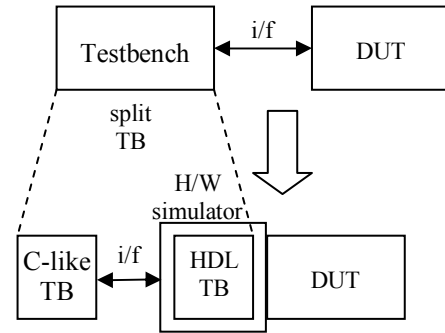 Testbench
i/f
DUT
split
TB
H/W
simulator
C-like
TB
i/f
HDL
TB
DUT